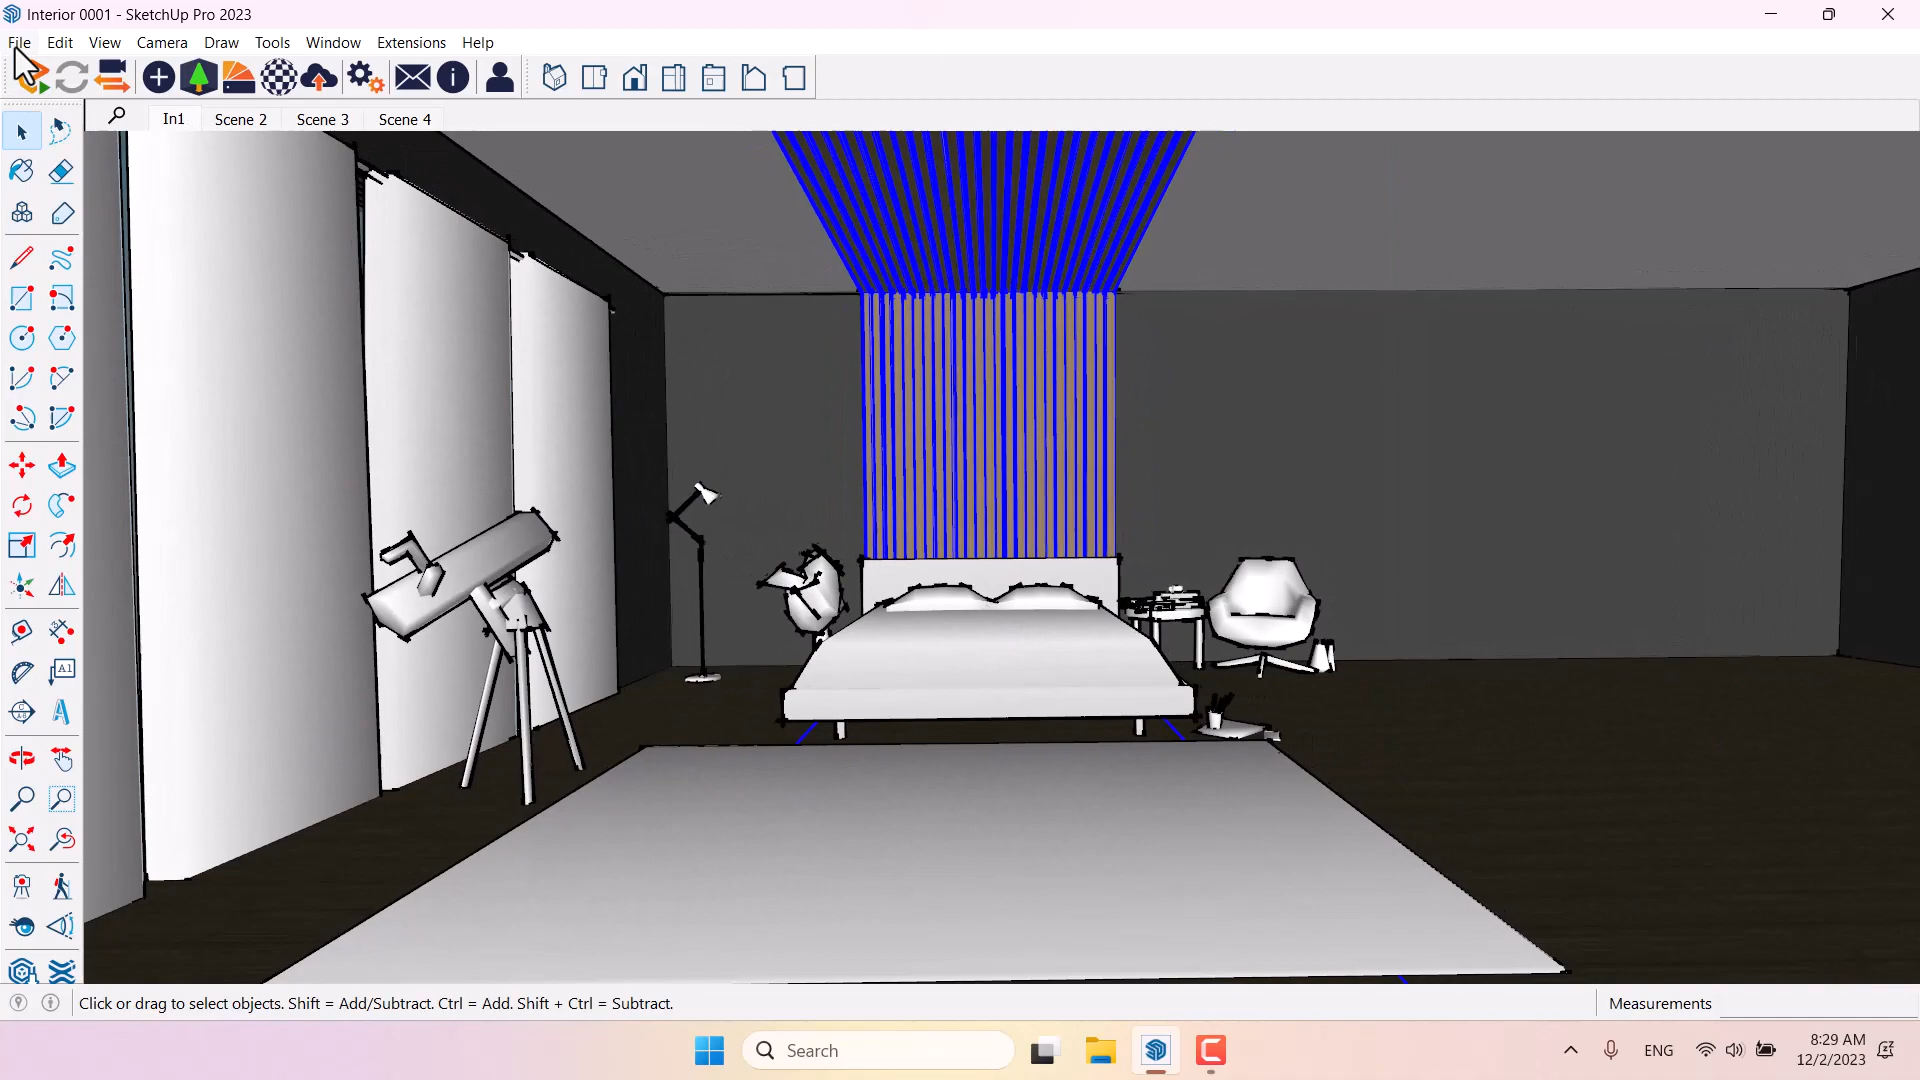 Interior 0001 - SketchUp Pro 2023
File Edit View Camera Draw Tools Window Extensions Help
In1 Scene 2 Scene 3 Scene 4
A1
Click or drag to select objects. Shift = Add/Subtract. Ctrl = Add. Shift + Ctrl = Subtract.
Measurements
Search
ENG
8:29 AM
12/2/2023